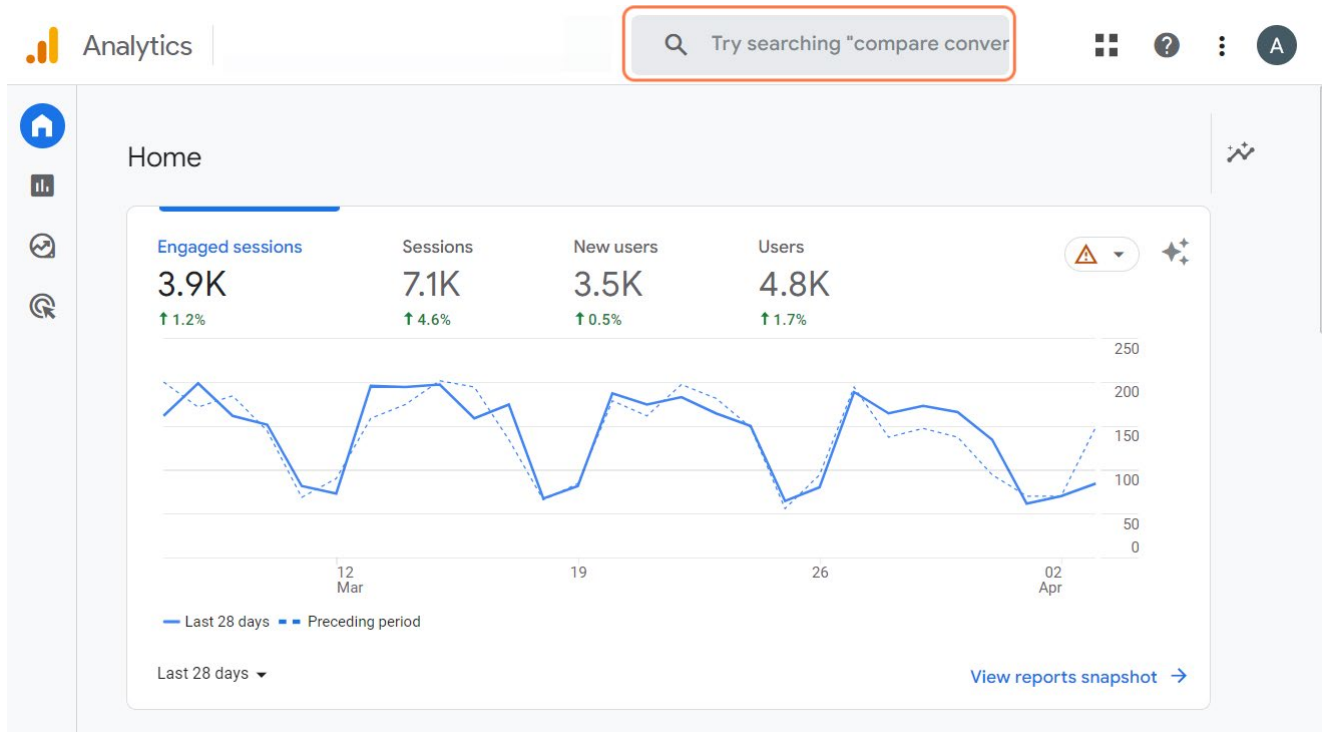 Analytics
Try searching "compare conver
A
Home
Engaged sessions Sessions New users Users
3.9K 7.1K 3.5K 4.8K
↑ 1.2% ↑ 4.6% ↑ 0.5% ↑ 1.7%
250
200
150
100
50
0
12 19 26 02
Mar Apr
Last 28 days Preceding period
Last 28 days
View reports snapshot →